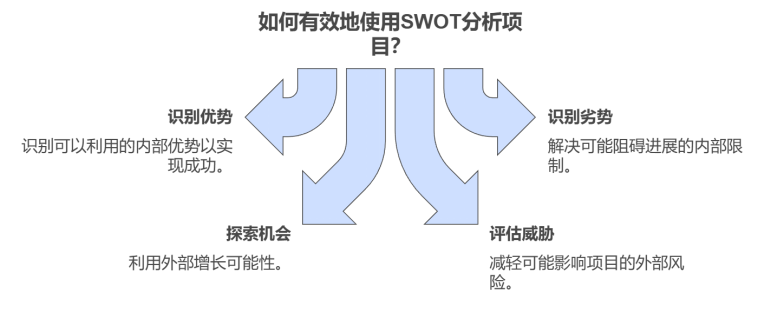 如何有效地使用SWOT分析项
目？
识别优势
识别可以利用的内部优势以实
现成功。
识别劣势
解决可能阻碍进展的内部限
制。
探索机会
利用外部增长可能性。
评估威胁
减轻可能影响项目的外部风
险。